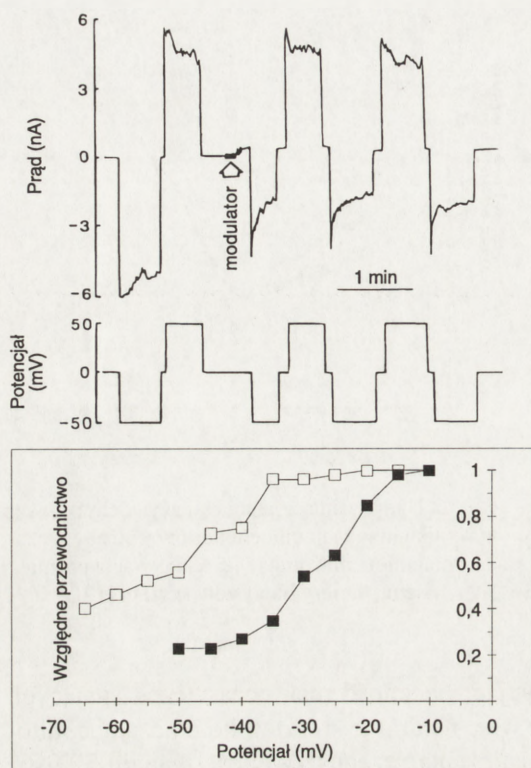 6
3
0
-3
-6
Prąd (nA)
modulator
1 min
50
0
-50
Potencjał
(mV)
Względne przewodnictwo
1
0,8
0,6
0,4
0,2
-70 -60 -50 -40 -30 -20 -10 0
Potencjał (mV)